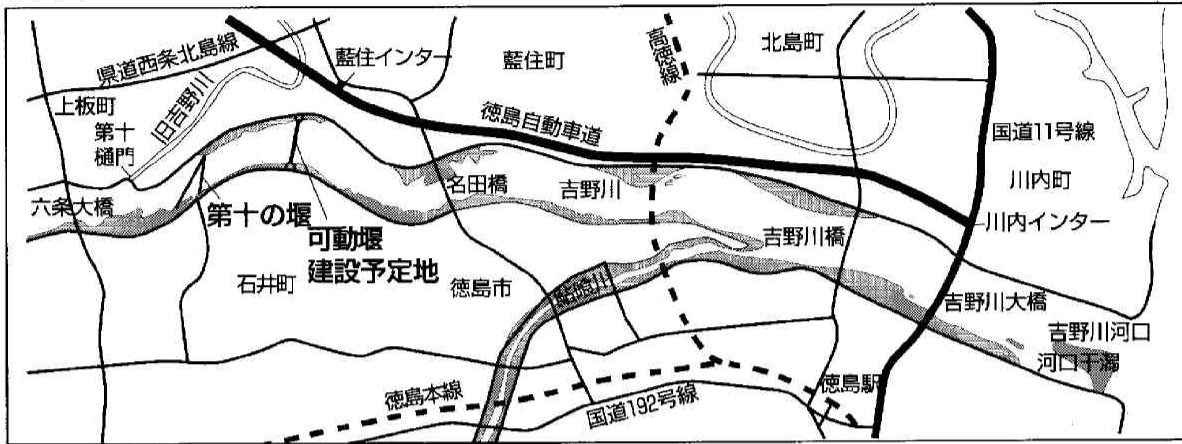 県道西条北島線
藍住インター
藍住町
高徳線
北島町
上板町
旧吉野川
第十
樋門
徳島自動車道
国道11号線
六条大橋
名田橋
吉野川
川内町
第十の堰
可動堰
建設予定地
吉野川橋
川内インター
石井町
徳島市
鮎喰川
吉野川大橋
吉野川河口
河口干潟
徳島本線
国道192号線
徳島駅